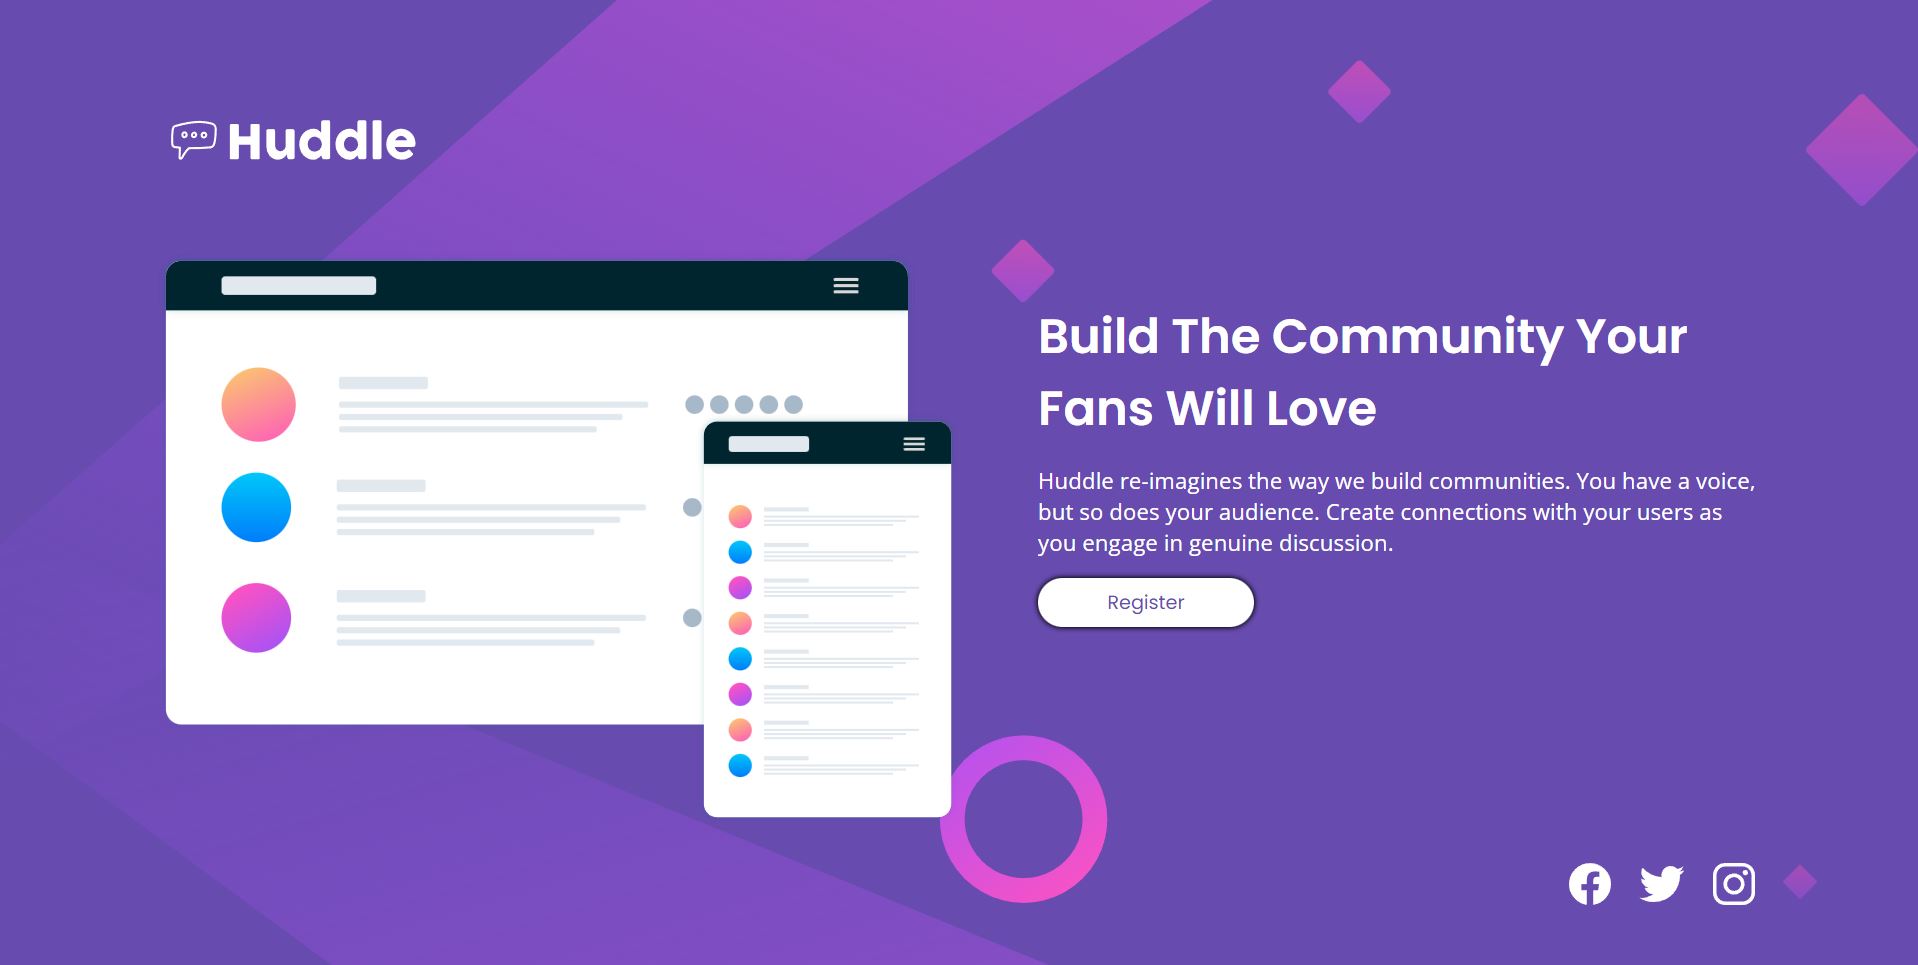 Huddle
Build The Community Your
Fans Will Love
Huddle re-imagines the way we build communities. You have a voice,
but so does your audience. Create connections with your users as
you engage in genuine discussion.
Register